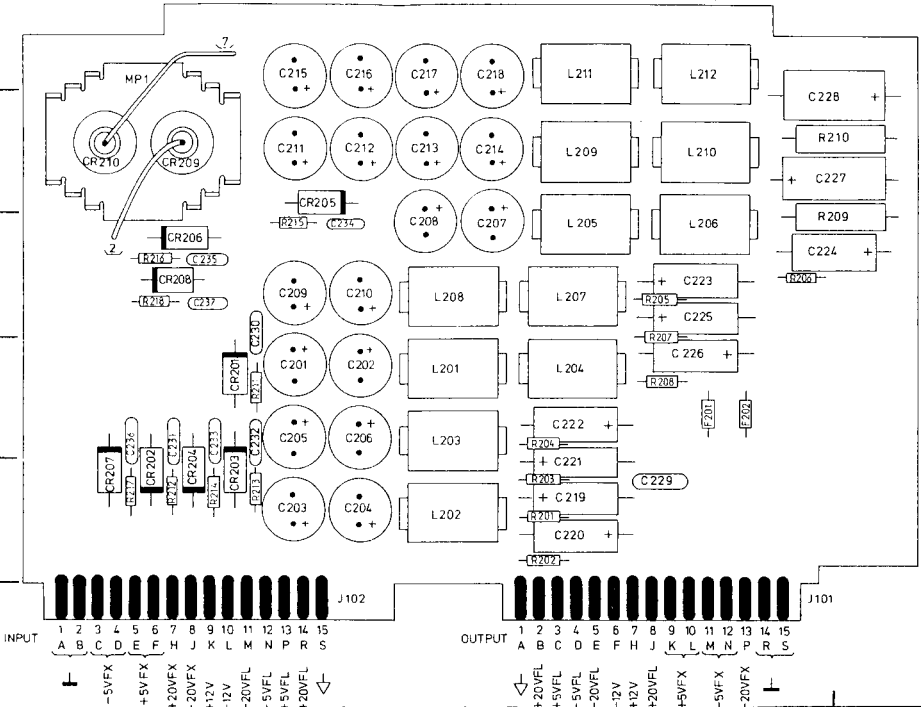 7
MP1
C215 C216 C217 C218 L211 L212
C228
CR210 CR209
C211 C212 C213 C214 L209 L210
R210
C227
CR205
R215 C234
C208 C207 L205 L206
R209
2
CR206
R216 C235
C224
R206
CR208
R218 C237
C209 C210 L208 L207
C223
R205
C225
R207
C230
CR201
R211
C201 C202 L201 L204
C226
R208
F201 F202
C236 C231 C233 C232
CR207 CR202 CR204 CR203
R217 R212 R214 R213
C205 C206 L203
C222
R204
C221
R203
C229
C203 C204 L202
C219
R201
C220
R202
J102 J101
INPUT 1 2 3 4 5 6 7 8 9 10 11 12 13 14 15
A B C D E F H J K L M N P R S
-5VFX +5VFX +20VFX -20VFX +12V -12V -20VFL -5VFL +5VFL +20VFL
OUTPUT 1 2 3 4 5 6 7 8 9 10 11 12 13 14 15
A B C D E F H J K L M N P R S
+20VFL +5VFL -5VFL -20VFL -12V +12V +20VFL +5VFX -5VFX -20VFX